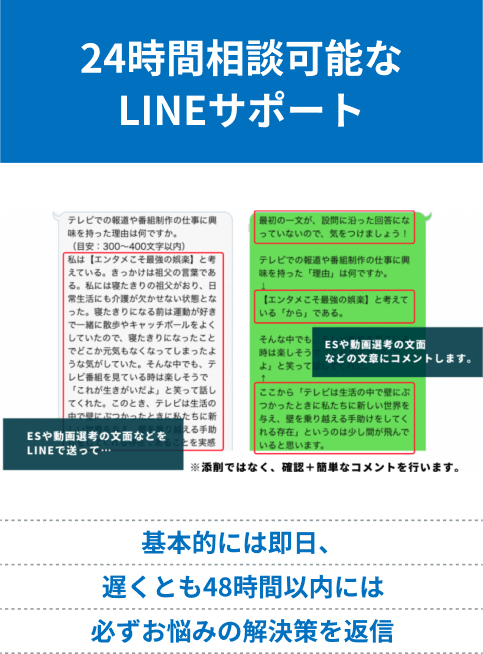 24時間相談可能な
LINEサポート
テレビでの報道や番組制作の仕事に興
味を持った理由は何ですか。
（目安：300〜400文字以内）
私は【エンタメこそ最強の娯楽】と考
えている。きっかけは祖父の言葉であ
る。私には寝たきりの祖父がおり、日
常生活にも介護が欠かせない状態とな
った。寝たきりになる前は運動が好き
で一緒に散歩やキャッチボールをよく
していたので、寝たきりになったこと
でどこか元気もなくなってしまったよ
うな気がしていた。そんな中でも、テ
レビ番組を見ている時は楽しそうで
「これが生きがいだよ」と笑って話し
てくれた。このとき、テレビは生活の
中で壁にぶつかったときに私たちに新
ESや動画選考の文面などを
LINEで送って…
最初の一文が、設問に沿った回答にな
っていないので、気をつけましょう！
テレビでの報道や番組制作の仕事に興
味を持った「理由」は何ですか。
↓
【エンタメこそ最強の娯楽】と考えて
いる「から」である。
そんな中でも
時は楽しそう
よ」と笑って
↑
ESや動画選考の文面
などの文章にコメントします。
ここから「テレビは生活の中で壁にぶ
つかったときに私たちに新しい世界を
与え、壁を乗り越える手助けをしてく
れる存在」というのは少し間が飛んで
いると思います。
※添削ではなく、確認＋簡単なコメントを行います。
基本的には即日、
遅くとも48時間以内には
必ずお悩みの解決策を返信